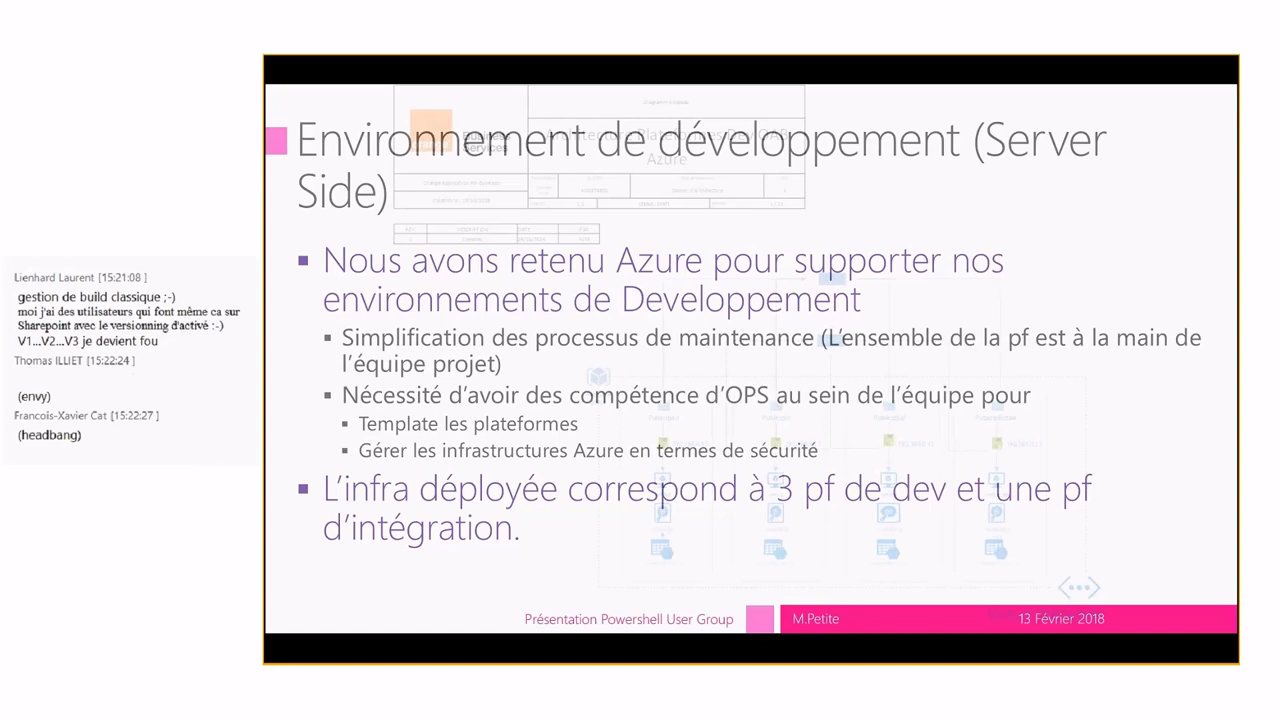 Lienhard Laurent [15:21:08 ]
gestion de build classique ;-)
moi j'ai des utilisateurs qui font même ca sur
Sharepoint avec le versionning d'activé :-)
V1...V2...V3 je devient fou
Thomas ILLIET [15:22:24 ]
(envy)
Francois-Xavier Cat [15:22:27 ]
(headbang)
Business
Services
Azure
Environnement de développement (Server
Side)
▪ Nous avons retenu Azure pour supporter nos
environnements de Developpement
▪ Simplification des processus de maintenance (L'ensemble de la pf est à la main de
l'équipe projet)
▪ Nécessité d'avoir des compétence d'OPS au sein de l'équipe pour
▪ Template les plateformes
▪ Gérer les infrastructures Azure en termes de sécurité
▪ L'infra déployée correspond à 3 pf de dev et une pf
d'intégration.
Présentation Powershell User Group
M.Petite
13 Février 2018